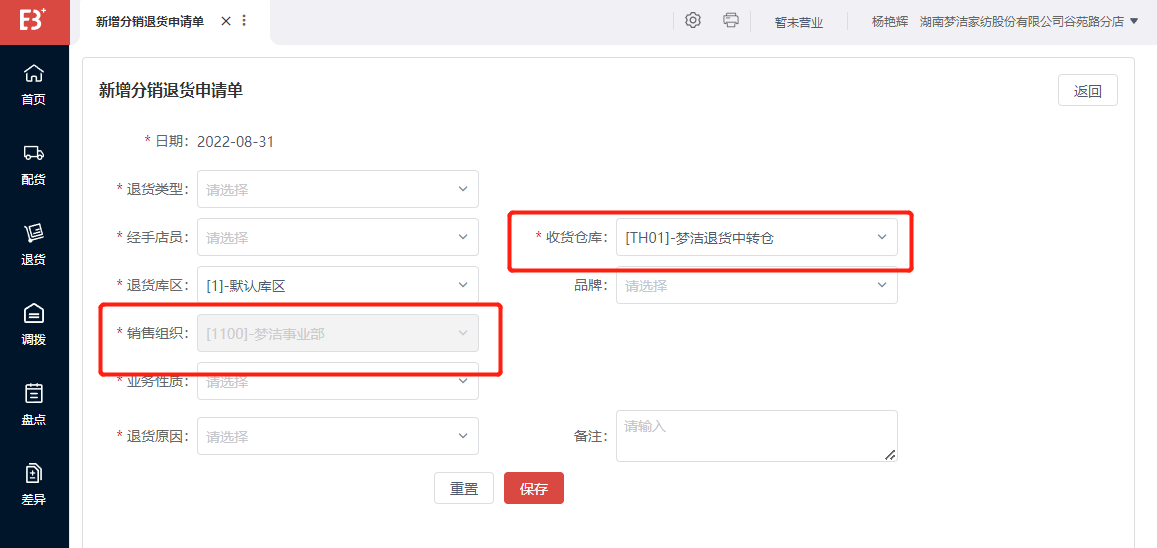 E3+
新增分销退货申请单
暂未营业
杨艳辉 湖南梦洁家纺股份有限公司谷苑路分店
首页
配货
退货
调拨
盘点
差异
新增分销退货申请单
返回
* 日期： 2022-08-31
* 退货类型： 请选择
* 经手店员： 请选择
* 收货仓库： [TH01]-梦洁退货中转仓
* 退货库区： [1]-默认库区
品牌： 请选择
* 销售组织： [1100]-梦洁事业部
* 业务性质： 请选择
* 退货原因： 请选择
备注： 请输入
重置
保存